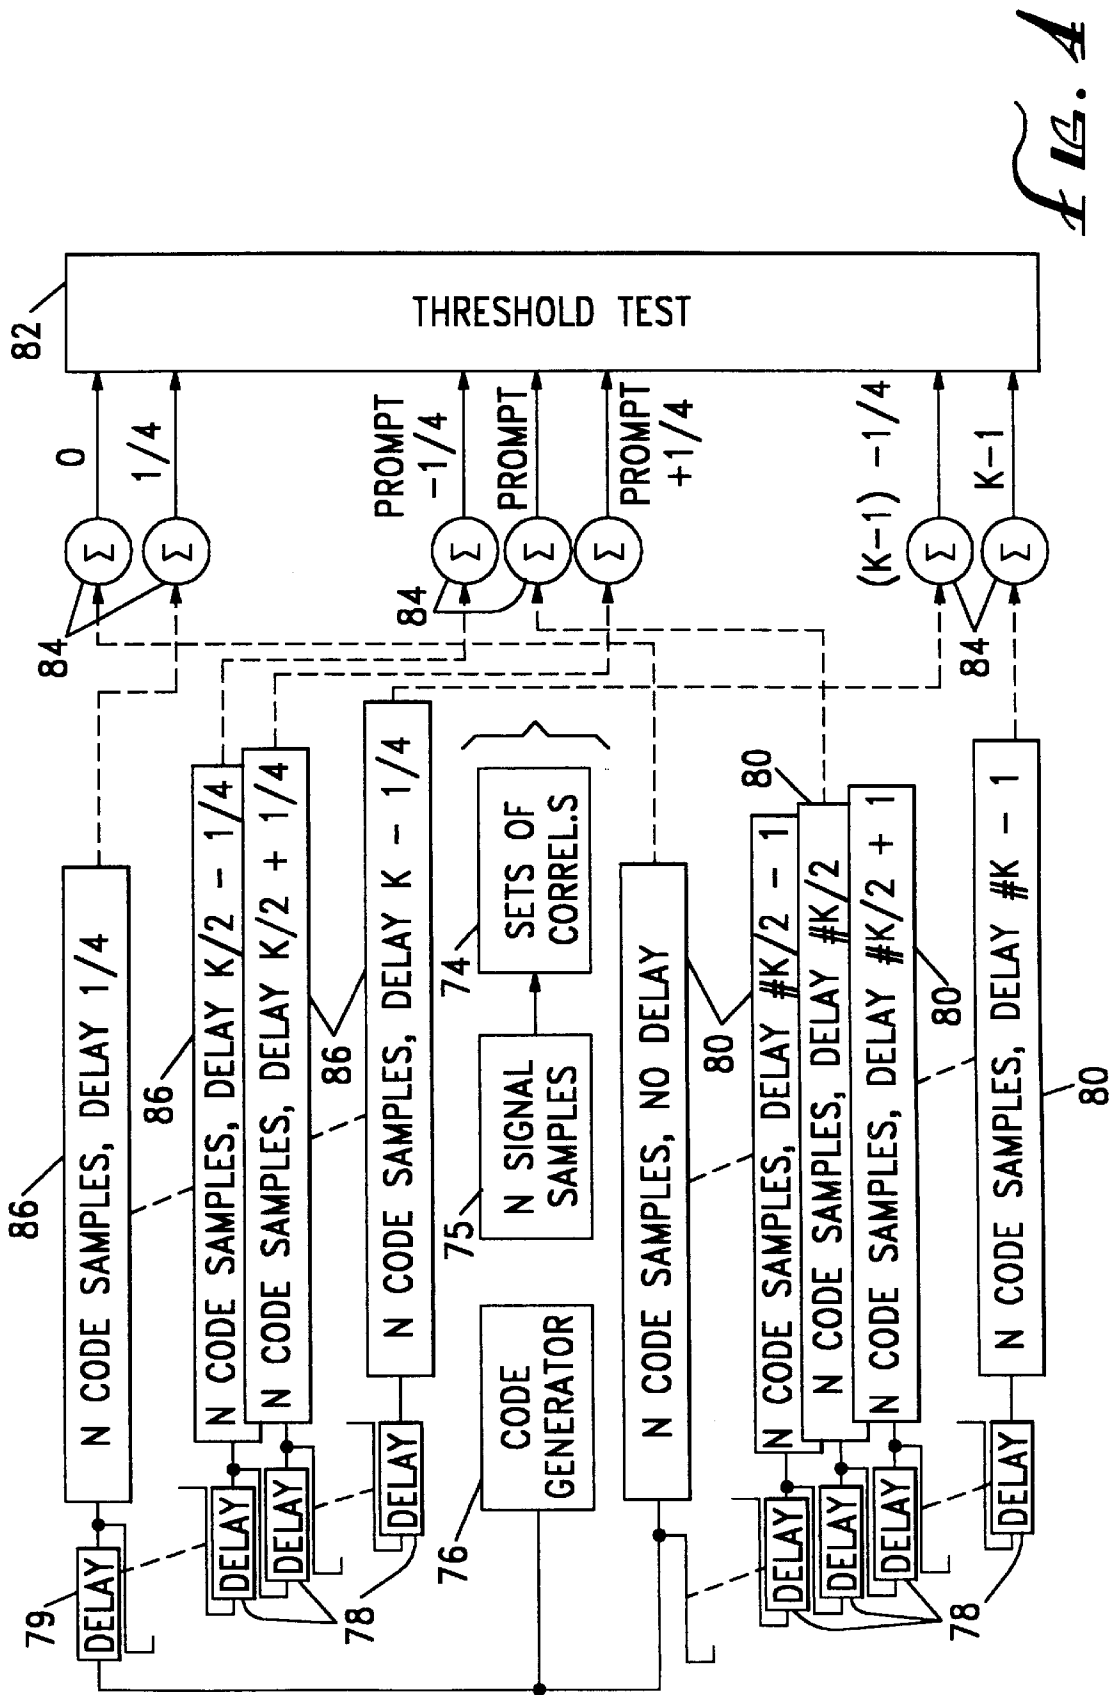 79
DELAY
86
N CODE SAMPLES, DELAY 1/4
84
Σ
0
Σ
1/4
82
THRESHOLD TEST
DELAY
DELAY
78
86
N CODE SAMPLES, DELAY K/2 - 1/4
N CODE SAMPLES, DELAY K/2 + 1/4
86
DELAY
N CODE SAMPLES, DELAY K - 1/4
84
Σ
PROMPT
-1/4
Σ
PROMPT
Σ
PROMPT
+1/4
76
CODE
GENERATOR
75
N SIGNAL
SAMPLES
74
SETS OF
CORREL.S
N CODE SAMPLES, NO DELAY
80
DELAY
DELAY
DELAY
78
N CODE SAMPLES, DELAY #K/2 - 1
80
N CODE SAMPLES, DELAY #K/2
N CODE SAMPLES, DELAY #K/2 + 1
80
DELAY
N CODE SAMPLES, DELAY #K - 1
80
84
Σ
(K-1) -1/4
Σ
K-1
FIG. 4